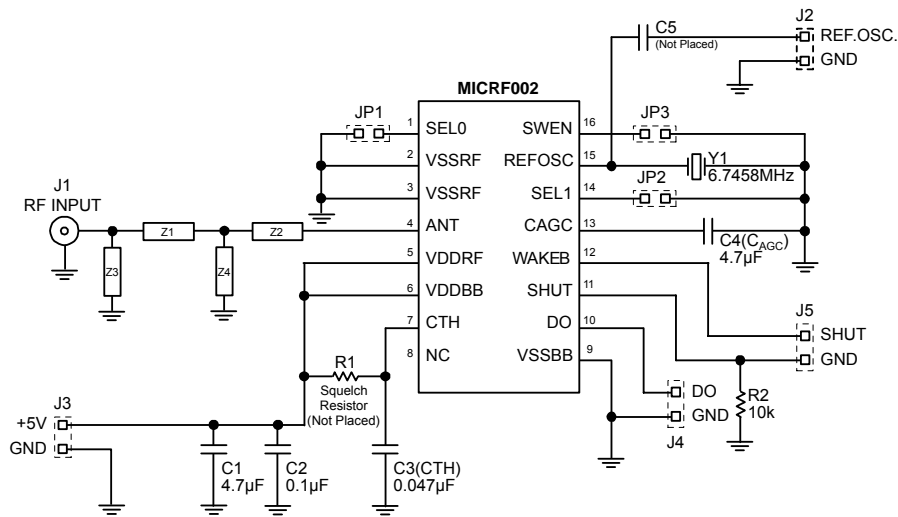 J2
C5
(Not Placed)
REF.OSC.
GND
MICRF002
JP1
1 SEL0
SWEN 16
JP3
2 VSSRF
REFOSC 15
Y1
6.7458MHz
3 VSSRF
SEL1 14
JP2
J1
RF INPUT
Z1
Z2
4 ANT
CAGC 13
C4(CAGC)
4.7µF
Z3
Z4
5 VDDRF
WAKEB 12
6 VDDBB
SHUT 11
7 CTH
DO 10
8 NC
VSSBB 9
J5
SHUT
GND
R1
Squelch
Resistor
(Not Placed)
R2
10k
DO
GND
J4
J3
+5V
GND
C1
4.7µF
C2
0.1µF
C3(CTH)
0.047µF